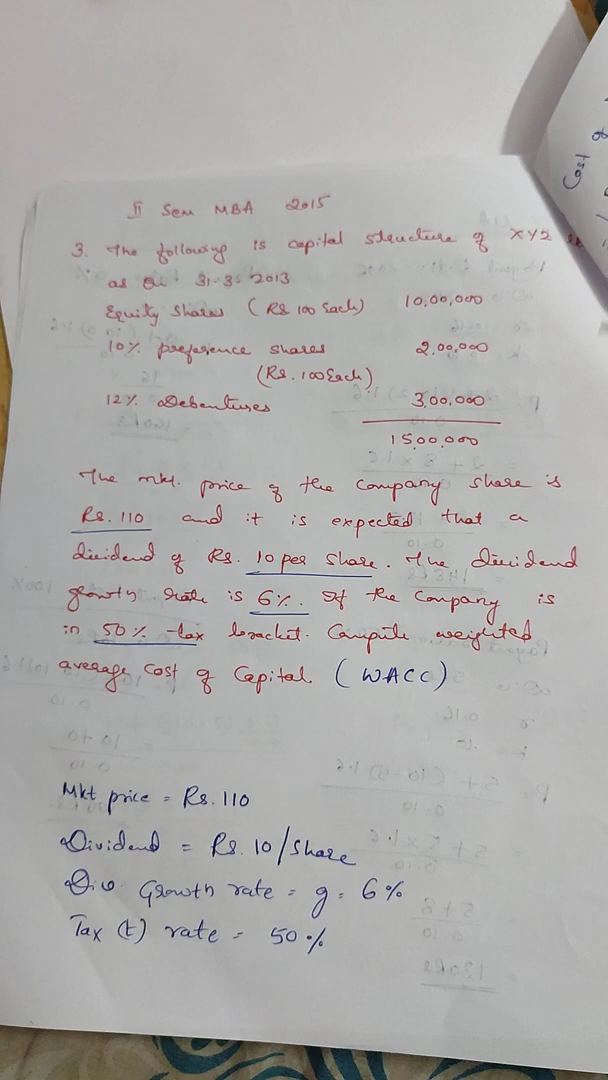 II Sem MBA 2015
3. The following is capital structure of XYZ
as on 31-3-2013
Equity shares (Rs 100 Each) 10,00,000
10% preference shares 2,00,000
(Rs. 100 Each)
12% Debentures 3,00,000
15,00,000
The mkt. price of the company share is
Rs. 110 and it is expected that a
dividend of Rs. 10 per share. The dividend
growth rate is 6%. If the company is
in 50% tax bracket. Compute weighted
average cost of capital (WACC)
Mkt price = Rs. 110
Dividend = Rs. 10/share
Div. Growth rate = g = 6%
Tax (t) rate = 50%
Cost of